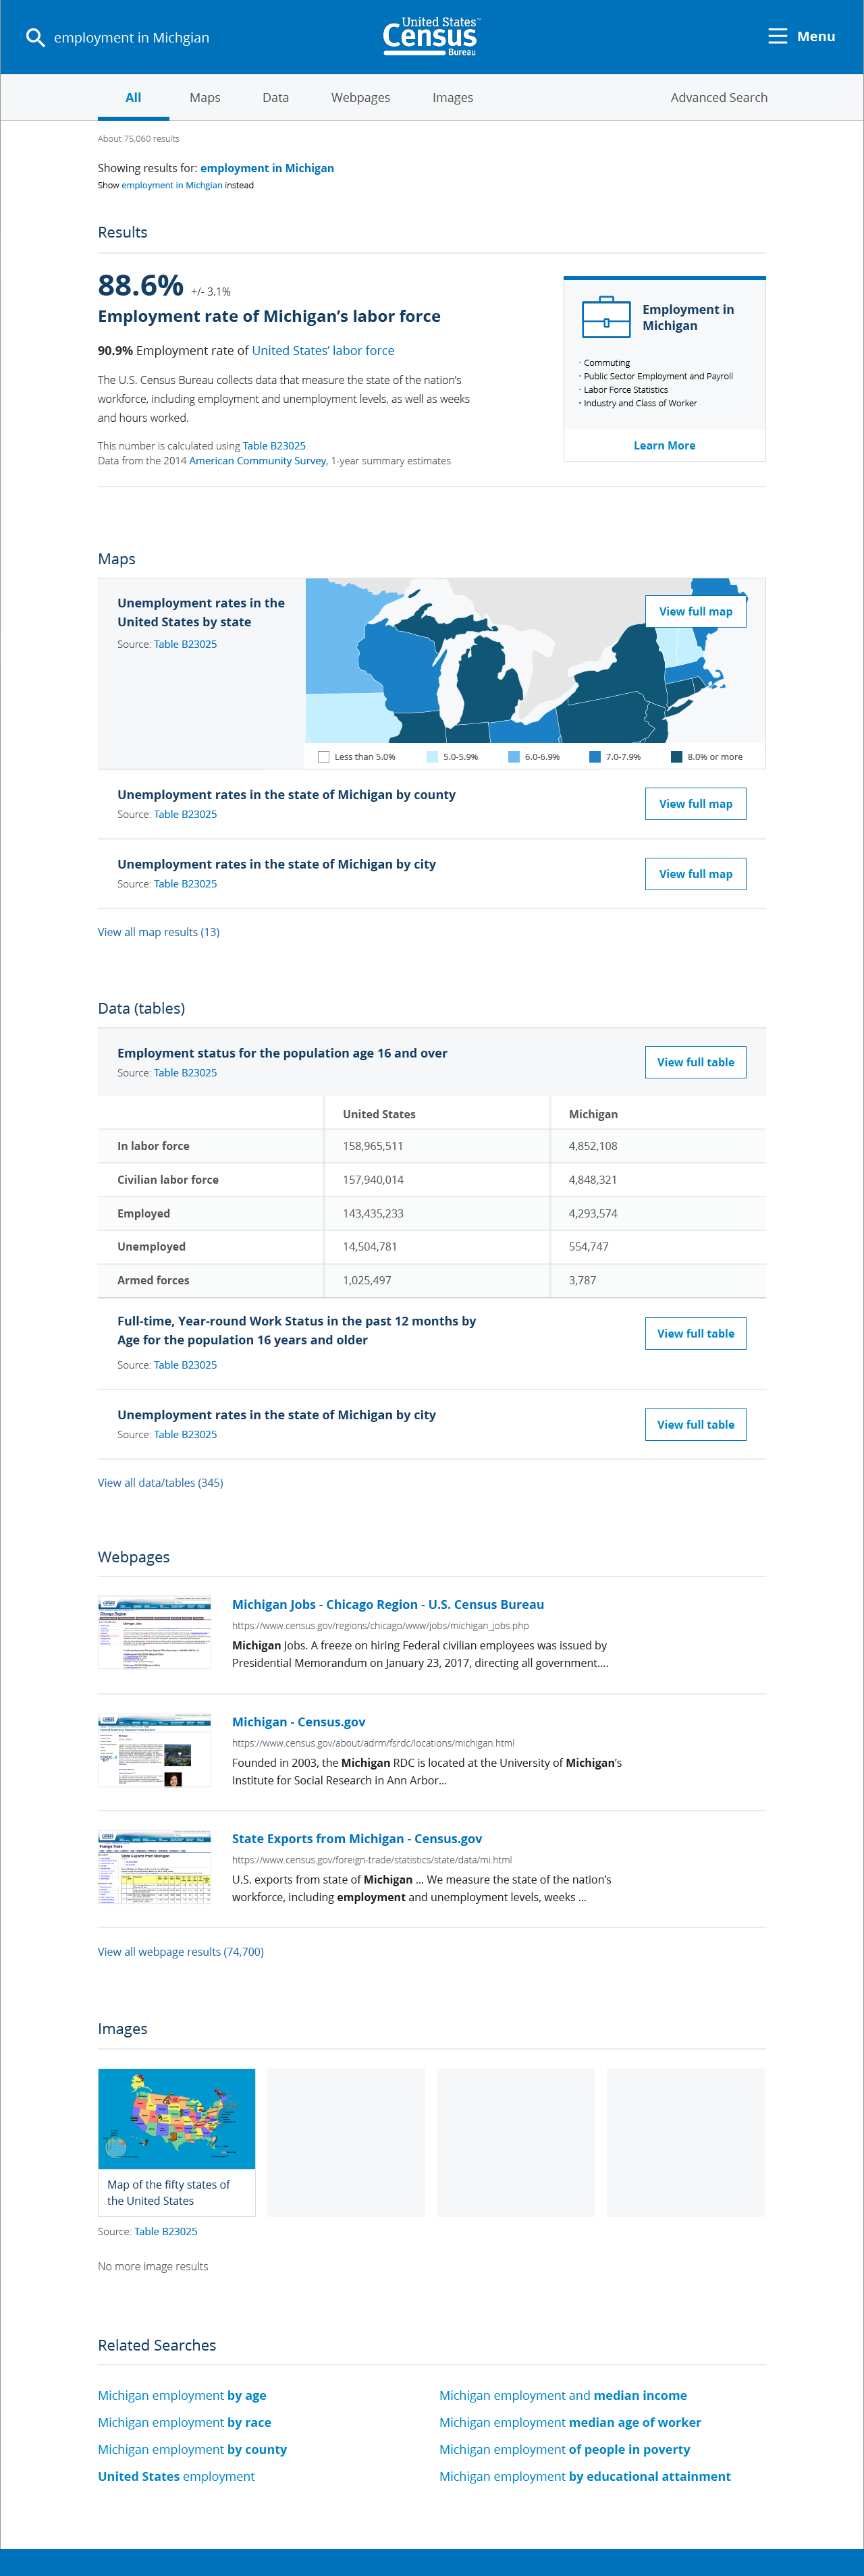 employment in Michgian
United States™
Census
Bureau
Menu
All Maps Data Webpages Images Advanced Search
About 75,060 results
Showing results for: employment in Michigan
Show employment in Michgian instead
Results
88.6% +/- 3.1%
Employment rate of Michigan’s labor force
90.9% Employment rate of United States’ labor force
The U.S. Census Bureau collects data that measure the state of the nation’s
workforce, including employment and unemployment levels, as well as weeks
and hours worked.
This number is calculated using Table B23025.
Data from the 2014 American Community Survey, 1-year summary estimates
Employment in
Michigan
· Commuting
· Public Sector Employment and Payroll
· Labor Force Statistics
· Industry and Class of Worker
Learn More
Maps
Unemployment rates in the
United States by state
Source: Table B23025
View full map
Less than 5.0% 5.0-5.9% 6.0-6.9% 7.0-7.9% 8.0% or more
Unemployment rates in the state of Michigan by county
Source: Table B23025
View full map
Unemployment rates in the state of Michigan by city
Source: Table B23025
View full map
View all map results (13)
Data (tables)
Employment status for the population age 16 and over
Source: Table B23025
View full table
United States Michigan
In labor force 158,965,511 4,852,108
Civilian labor force 157,940,014 4,848,321
Employed 143,435,233 4,293,574
Unemployed 14,504,781 554,747
Armed forces 1,025,497 3,787
Full-time, Year-round Work Status in the past 12 months by
Age for the population 16 years and older
Source: Table B23025
View full table
Unemployment rates in the state of Michigan by city
Source: Table B23025
View full table
View all data/tables (345)
Webpages
Michigan Jobs - Chicago Region - U.S. Census Bureau
https://www.census.gov/regions/chicago/www/jobs/michigan_jobs.php
Michigan Jobs. A freeze on hiring Federal civilian employees was issued by
Presidential Memorandum on January 23, 2017, directing all government....
Michigan - Census.gov
https://www.census.gov/about/adrm/fsrdc/locations/michigan.html
Founded in 2003, the Michigan RDC is located at the University of Michigan’s
Institute for Social Research in Ann Arbor...
State Exports from Michigan - Census.gov
https://www.census.gov/foreign-trade/statistics/state/data/mi.html
U.S. exports from state of Michigan ... We measure the state of the nation’s
workforce, including employment and unemployment levels, weeks ...
View all webpage results (74,700)
Images
Map of the fifty states of
the United States
Source: Table B23025
No more image results
Related Searches
Michigan employment by age
Michigan employment by race
Michigan employment by county
United States employment
Michigan employment and median income
Michigan employment median age of worker
Michigan employment of people in poverty
Michigan employment by educational attainment